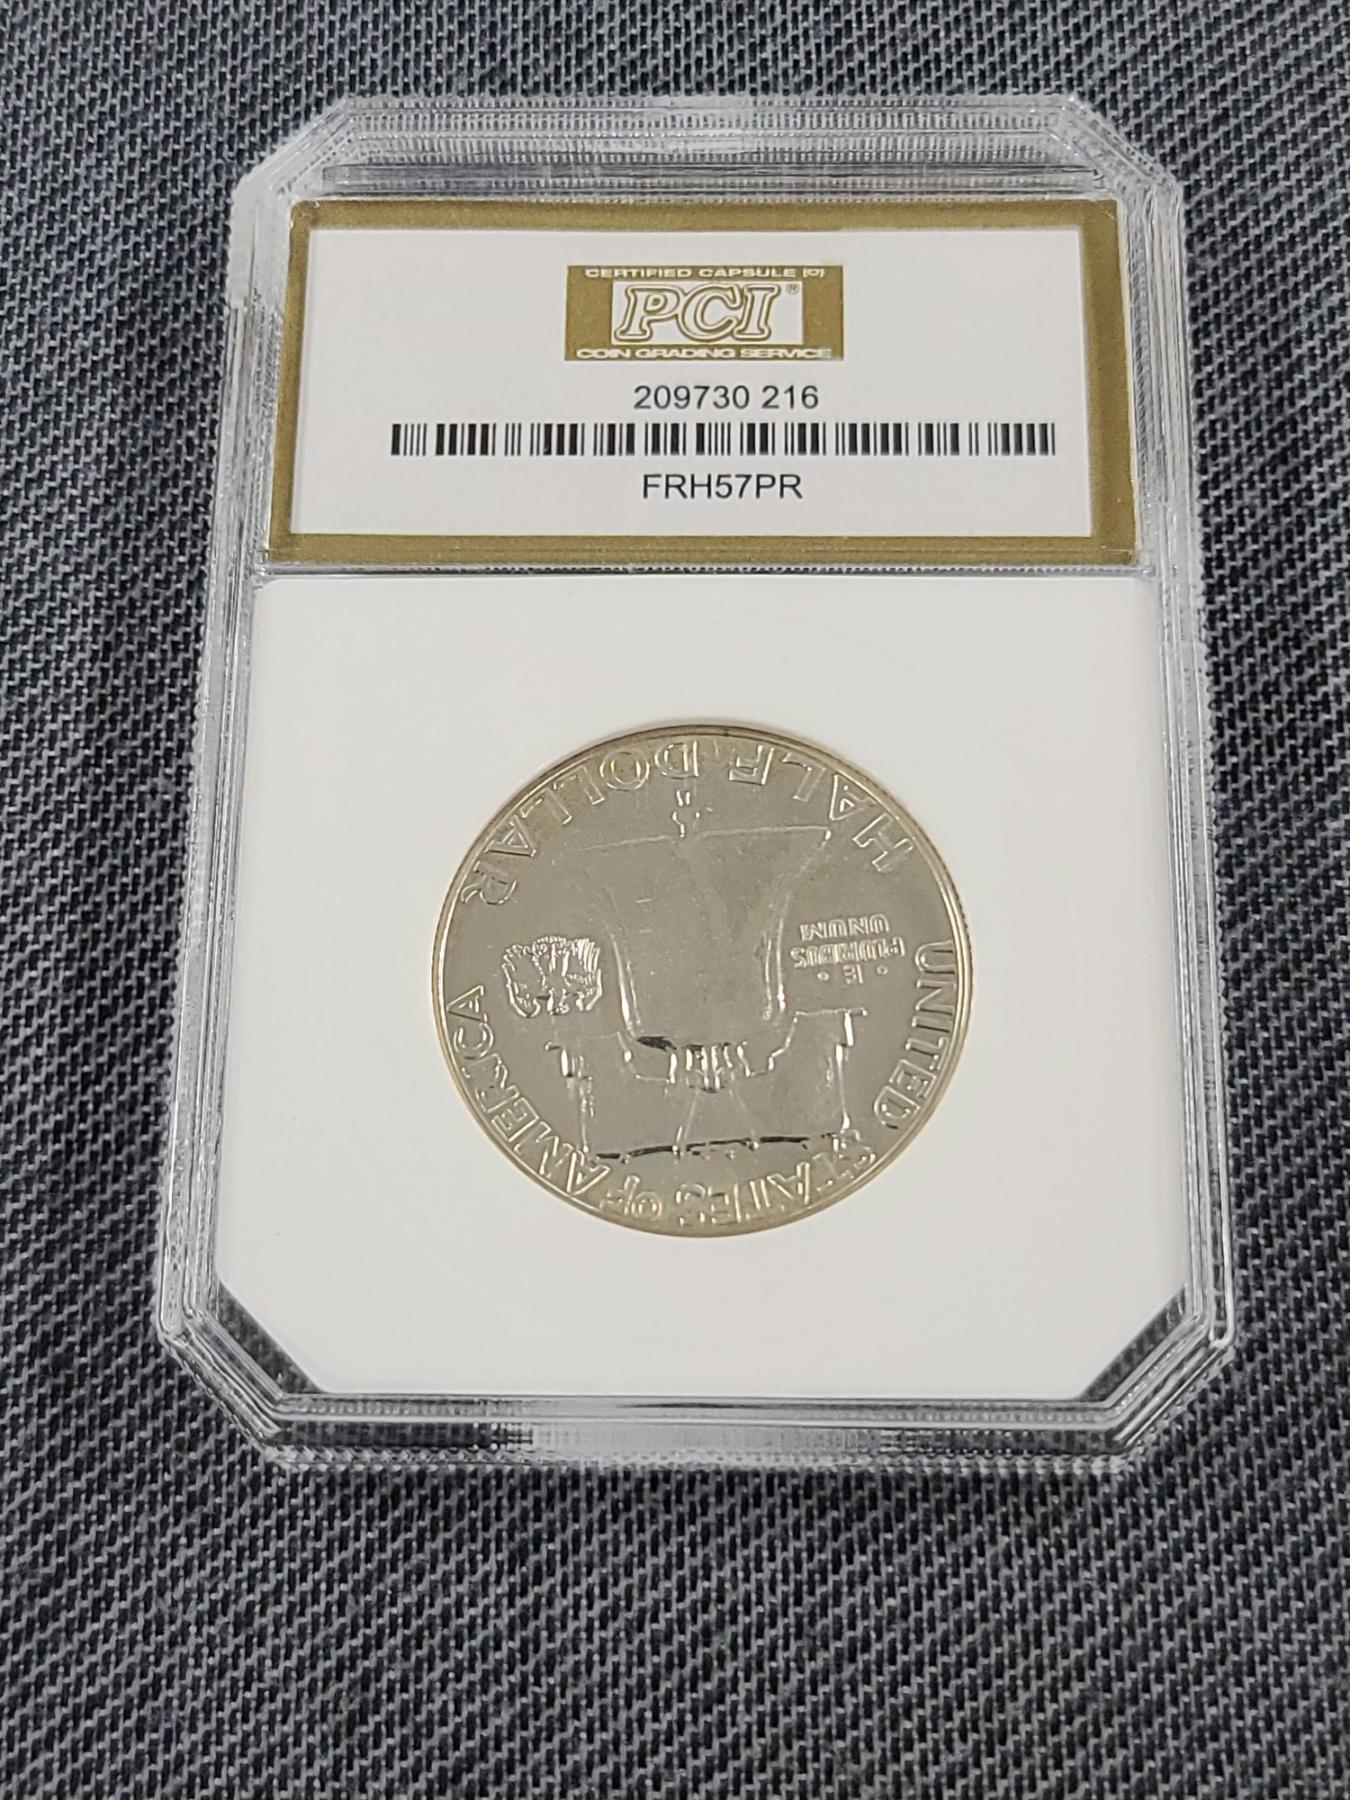 CERTIFIED CAPSULE (©)
PCI®
COIN GRADING SERVICE
209730 216
FRH57PR
UNITED STATES OF AMERICA
·E·
PLURIBUS
UNUM
HALF DOLLAR